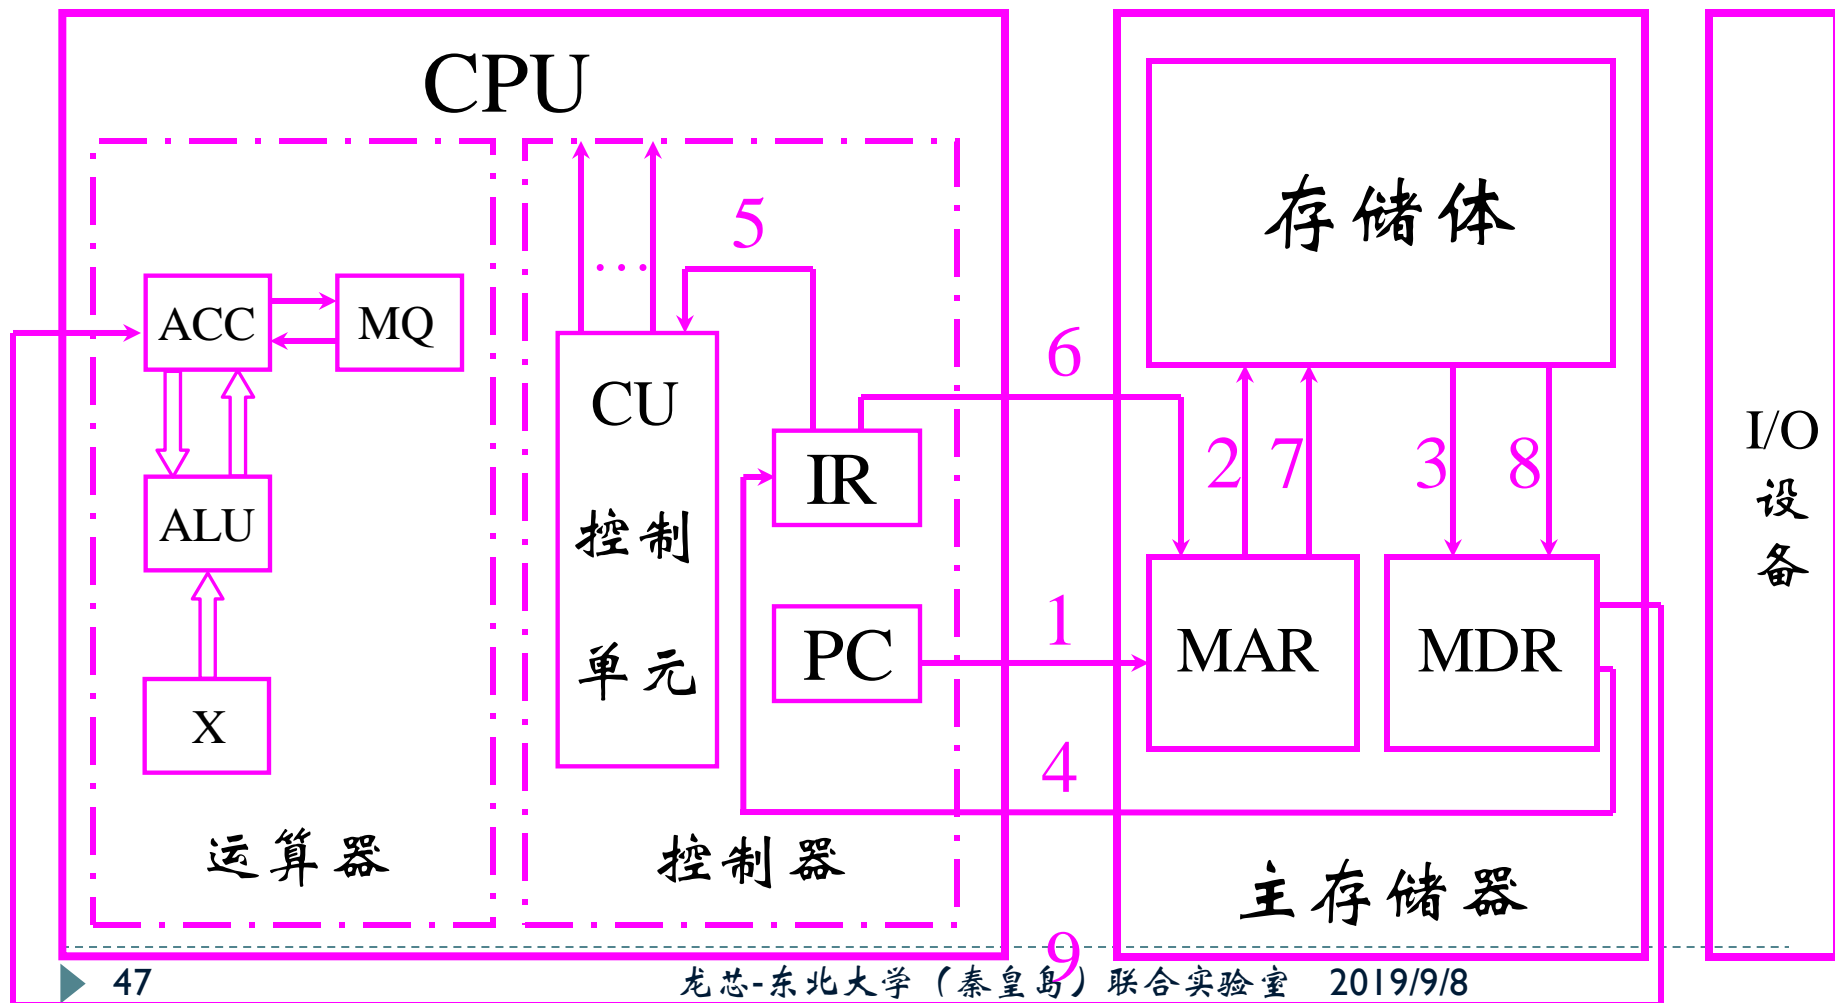 CPU
存储体
5
…
ACC
MQ
6
CU
控制
单元
2
7
3
8
I/O
设
备
IR
ALU
1
PC
MAR
MDR
X
4
运算器
控制器
主存储器
9
47
龙芯-东北大学（秦皇岛）联合实验室
2019/9/8